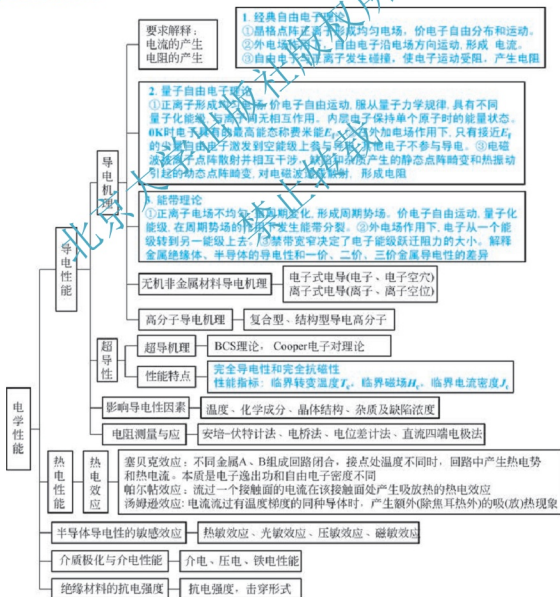 要求解释：
电流的产生
电阻的产生
1. 经典自由电子理论
①晶格点阵正离子形成均匀电场，价电子自由分布和运动。
②外电场作用下，自由电子沿电场方向运动，形成 电流。
③自由电子与正离子发生碰撞，使电子运动受阻，产生电阻
导电机理
2. 量子自由电子理论
①正离子形成均匀电场，价电子自由运动，服从量子力学规律，具有不同
量子化能级，与离子间无相互作用。内层电子保持单个原子时的能量状态。
0K时电子具有的最高能态称费米能EF。②外加电场作用下，只有接近EF
的少量自由电子激发到空能级上参与导电，其他电子不参与导电。③电磁
波被离子点阵散射并相互干涉，缺陷和杂质产生的静态点阵畸变和热振动
引起的动态点阵畸变，对电磁波造成散射，形成电阻
3. 能带理论
①正离子电场不均匀，呈周期变化，形成周期势场。价电子自由运动，量子化
能级，在周期势场的作用下发生能带分裂。②外电场作用下，电子从一个能
级转到另一能级上去。③禁带宽窄决定了电子能级跃迁阻力的大小。解释
金属绝缘体、半导体的导电性和一价、二价、三价金属导电性的差异
导电性能
无机非金属材料导电机理
电子式电导(电子、电子空穴)
离子式电导(离子、离子空位)
高分子导电机理
复合型、结构型导电高分子
超导性
超导机理
BCS理论，Cooper电子对理论
性能特点
完全导电性和完全抗磁性
性能指标：临界转变温度Tc，临界磁场Hc，临界电流密度Jc
影响导电性因素
温度、化学成分、晶体结构、杂质及缺陷浓度
电阻测量与应
安培-伏特计法、电桥法、电位差计法、直流四端电极法
电学性能
热电性能
热电效应
塞贝克效应：不同金属A、B组成回路闭合，接点处温度不同时，回路中产生热电势
和热电流。本质是电子逸出功和自由电子密度不同
帕尔帖效应：流过一个接触面的电流在该接触面处产生吸放热的热电效应
汤姆逊效应：电流流过有温度梯度的同种导体时，产生额外(除焦耳热外)的吸(放)热现象
半导体导电性的敏感效应
热敏效应、光敏效应、压敏效应、磁敏效应
介质极化与介电性能
介电、压电、铁电性能
绝缘材料的抗电强度
抗电强度，击穿形式
北京大学出版社版权所有
禁止转载